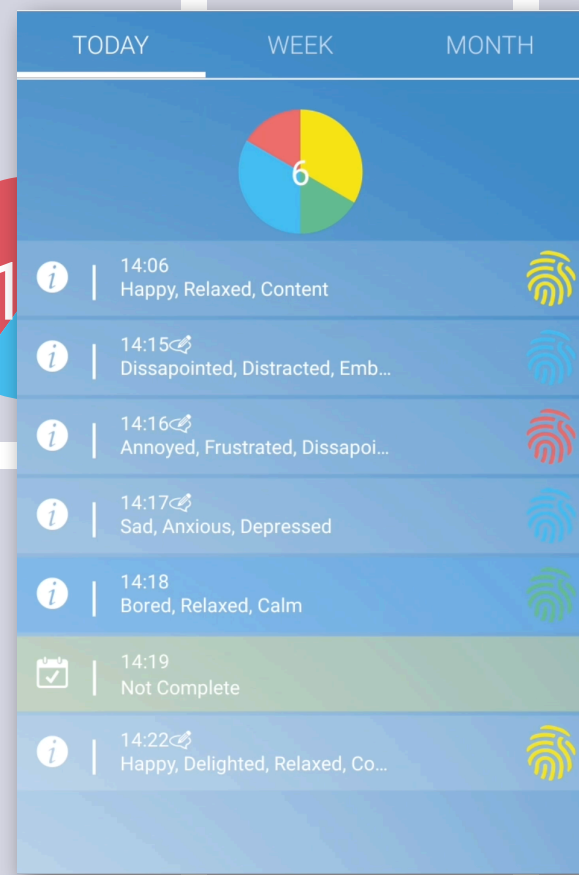 TODAY WEEK MONTH
6
1
14:06
Happy, Relaxed, Content
14:15
Dissapointed, Distracted, Emb...
14:16
Annoyed, Frustrated, Dissapoi...
14:17
Sad, Anxious, Depressed
14:18
Bored, Relaxed, Calm
14:19
Not Complete
14:22
Happy, Delighted, Relaxed, Co...